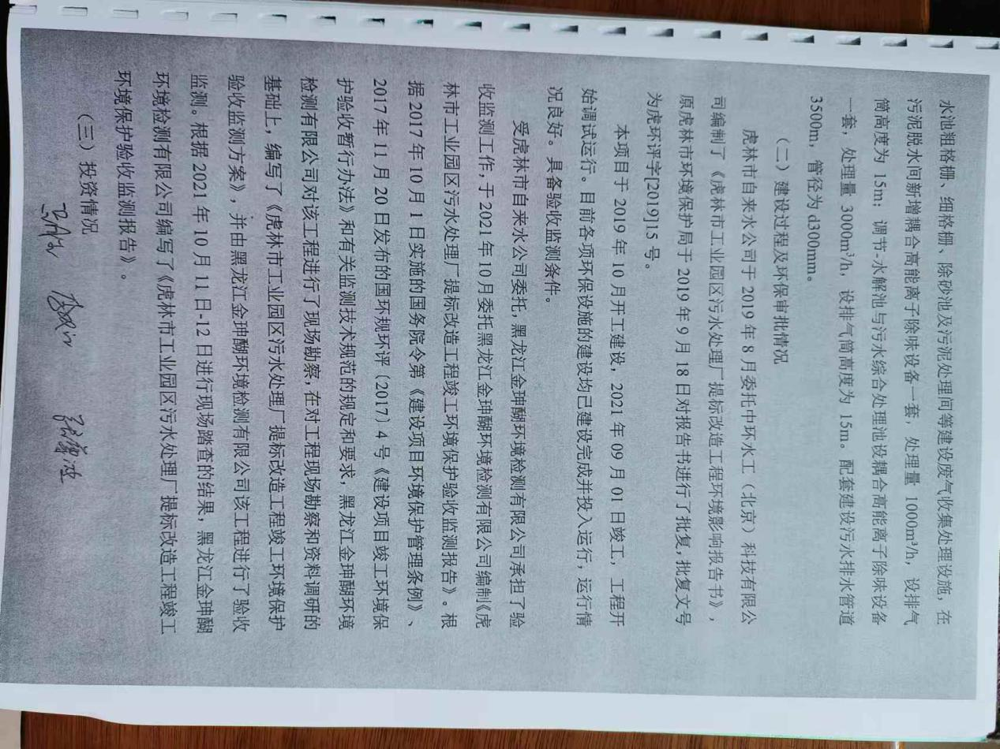 水池粗格栅、细格栅、除砂池及污泥处理间等建设废气收集处理设施，在
污泥脱水间新增耦合高能离子除味设备一套，处理量 1000m³/h，设排气
筒高度为 15m；调节-水解池与污水综合处理池设耦合高能离子除味设备
一套，处理量 3000m³/h，设排气筒高度为 15m。配套建设污水排水管道
3500m，管径为 d300mm。
（二）建设过程及环保审批情况
虎林市自来水公司于 2019 年 8 月委托中环水工（北京）科技有限公
司编制了《虎林市工业园区污水处理厂提标改造工程环境影响报告书》，
原虎林市环境保护局于 2019 年 9 月 18 日对报告书进行了批复，批复文号
为虎环评字[2019]15 号。
本项目于 2019 年 10 月开工建设，2021 年 09 月 01 日竣工，工程开
始调试运行。目前各项环保设施的建设均已建设完成并投入运行，运行情
况良好。具备验收监测条件。
受虎林市自来水公司委托，黑龙江金珅醐环境检测有限公司承担了验
收监测工作，于 2021 年 10 月委托黑龙江金珅醐环境检测有限公司编制《虎
林市工业园区污水处理厂提标改造工程竣工环境保护验收监测报告》。根
据 2017 年 10 月 1 日实施的国务院令第《建设项目环境保护管理条例》、
2017 年 11 月 20 日发布的国环规环评（2017）4 号《建设项目竣工环境保
护验收暂行办法》和有关监测技术规范的规定和要求，黑龙江金珅醐环境
检测有限公司对该工程进行了现场勘察，在对工程现场勘察和资料调研的
基础上，编写了《虎林市工业园区污水处理厂提标改造工程竣工环境保护
验收监测方案》，并由黑龙江金珅醐环境检测有限公司该工程进行了验收
监测。根据 2021 年 10 月 11 日-12 日进行现场踏查的结果，黑龙江金珅醐
环境检测有限公司编写了《虎林市工业园区污水处理厂提标改造工程竣工
环境保护验收监测报告》。
（三）投资情况